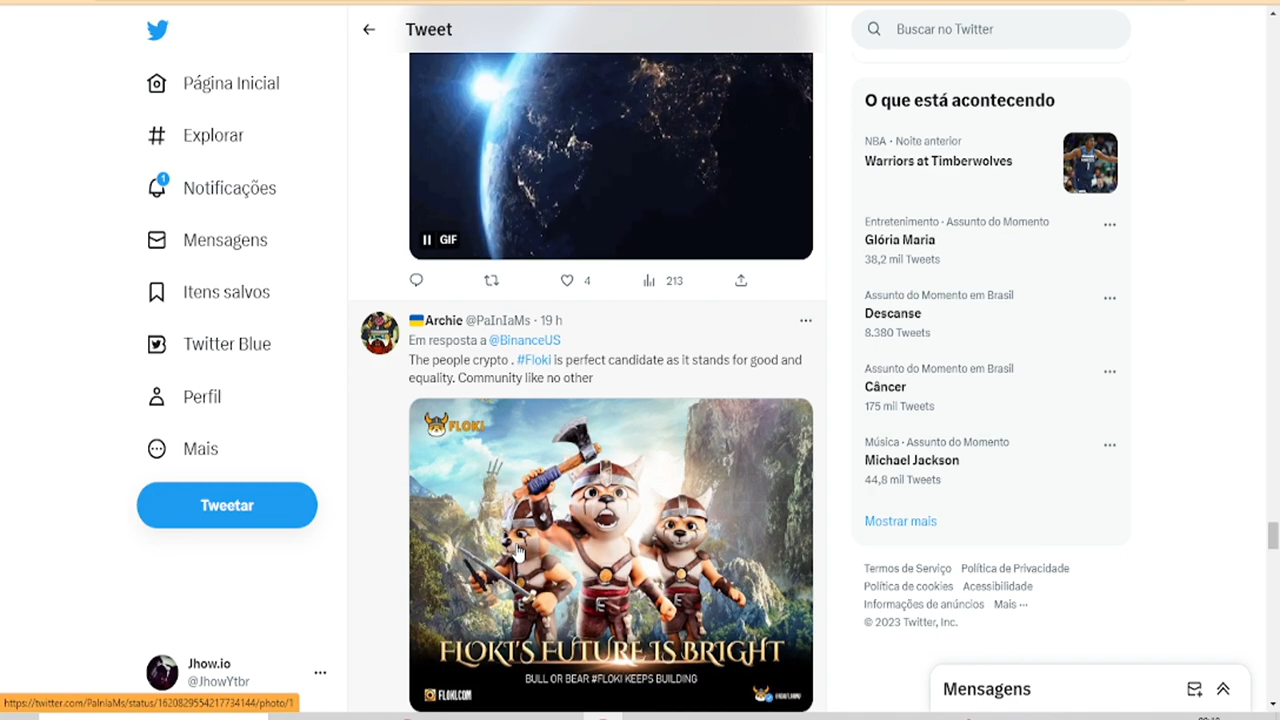 Tweet
Página Inicial
Explorar
1
Notificações
Mensagens
Itens salvos
Twitter Blue
Perfil
Mais
Tweetar
Jhow.io
@JhowYtbr
https://twitter.com/PaInIaMs/status/1620829554217734144/photo/1
GIF
4
213
Archie @PaInIaMs · 19 h
Em resposta a @BinanceUS
The people crypto . #Floki is perfect candidate as it stands for good and
equality. Community like no other
FLOKI
FLOKI'S FUTURE IS BRIGHT
BULL OR BEAR #FLOKI KEEPS BUILDING
FLOKI.COM
Buscar no Twitter
O que está acontecendo
NBA · Noite anterior
Warriors at Timberwolves
Entretenimento · Assunto do Momento
Glória Maria
38,2 mil Tweets
Assunto do Momento em Brasil
Descanse
8.380 Tweets
Assunto do Momento em Brasil
Câncer
175 mil Tweets
Música · Assunto do Momento
Michael Jackson
44,8 mil Tweets
Mostrar mais
Termos de Serviço Política de Privacidade
Política de cookies Acessibilidade
Informações de anúncios Mais ···
© 2023 Twitter, Inc.
Mensagens